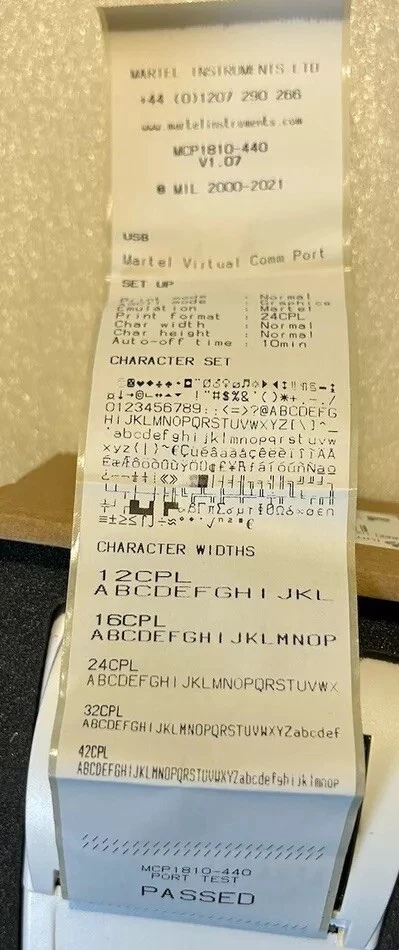 MARTEL INSTRUMENTS LTD
+44 (0)1207 290 266
www.martelinstruments.com
MCP1810-440
V1.07
© MIL 2000-2021
USB
Martel Virtual Comm Port
SET UP
Print mode : Normal
: Graphics
Emulation : Martel
Print format : 24CPL
Char width : Normal
Char height : Normal
Auto-off time : 10min
CHARACTER SET
!"#$%&'()*+,-./
0123456789:;<=>?@ABCDEFG
HIJKLMNOPQRSTUVWXYZ[\]^_
`abcdefghijklmnopqrstuvw
xyz{|}~€Çüéâäàåçêëèïîì
CHARACTER WIDTHS
12CPL
ABCDEFGHIJKL
16CPL
ABCDEFGHIJKLMNOP
24CPL
ABCDEFGHIJKLMNOPQRSTUVWX
32CPL
ABCDEFGHIJKLMNOPQRSTUVWXYZabcdef
42CPL
ABCDEFGHIJKLMNOPQRSTUVWXYZabcdefghijklmnop
MCP1810-440
PORT TEST
PASSED